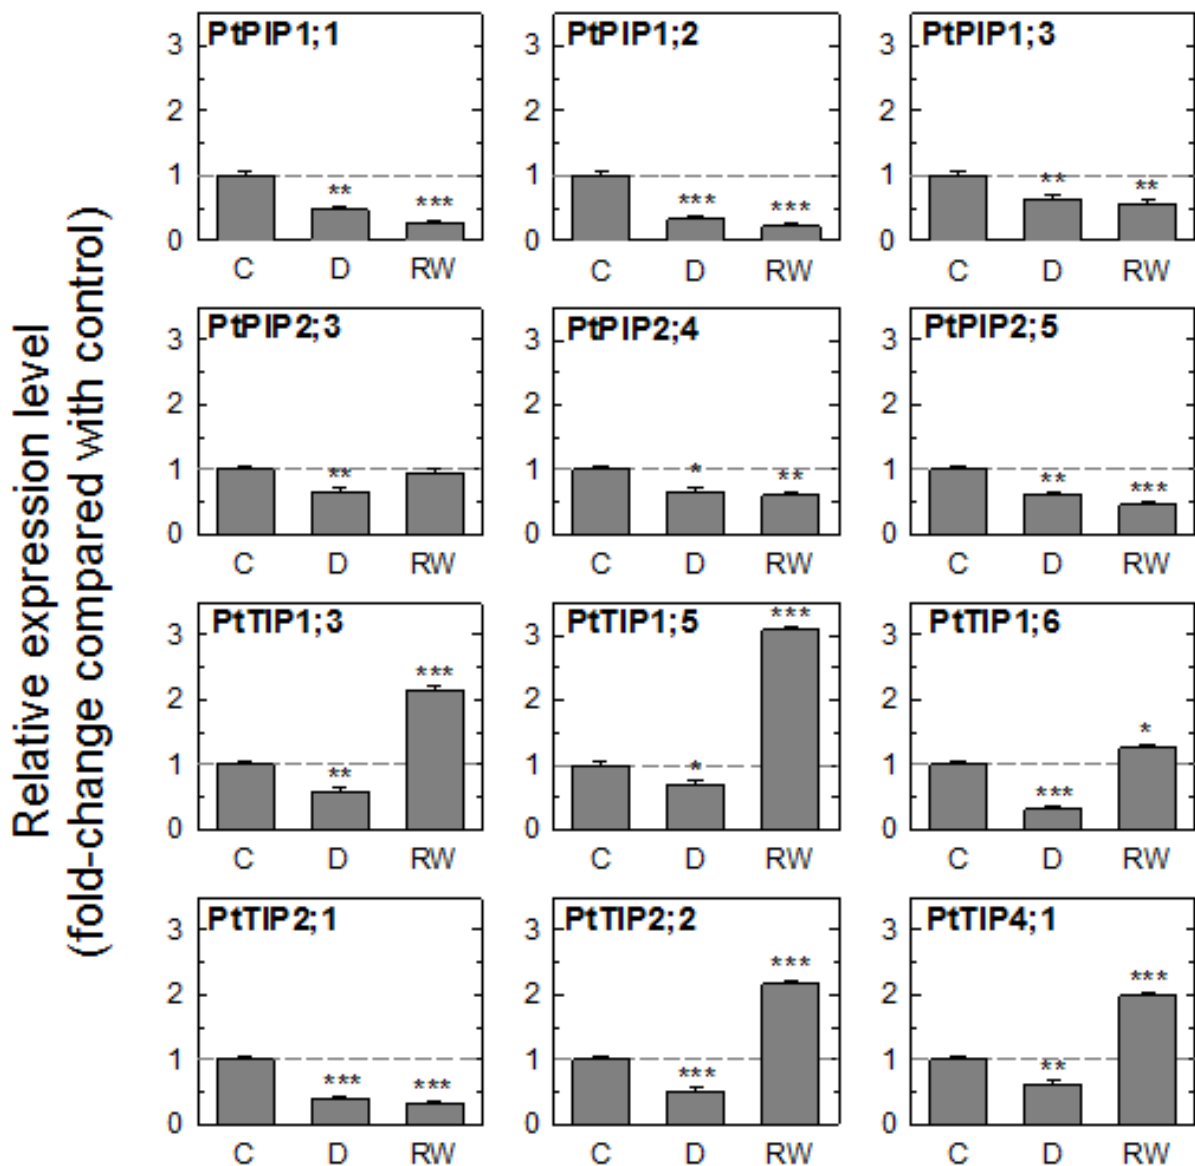 Relative expression level
(fold-change compared with control)
PtPIP1;1
3
2
1
0
** ***
C D RW
PtPIP1;2
3
2
1
0
*** ***
C D RW
PtPIP1;3
3
2
1
0
** **
C D RW
PtPIP2;3
3
2
1
0
**
C D RW
PtPIP2;4
3
2
1
0
* **
C D RW
PtPIP2;5
3
2
1
0
** ***
C D RW
PtTIP1;3
3
2
1
0
** ***
C D RW
PtTIP1;5
3
2
1
0
* ***
C D RW
PtTIP1;6
3
2
1
0
*** *
C D RW
PtTIP2;1
3
2
1
0
*** ***
C D RW
PtTIP2;2
3
2
1
0
*** ***
C D RW
PtTIP4;1
3
2
1
0
** ***
C D RW